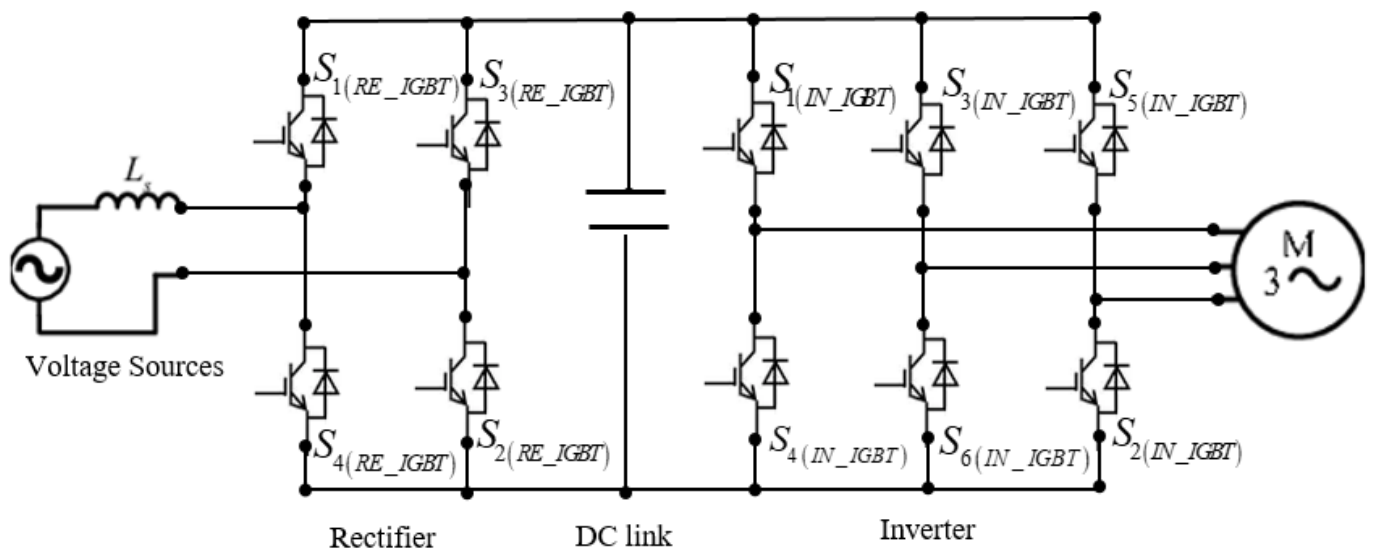 S1(RE_IGBT)
S3(RE_IGBT)
S1(IN_IGBT)
S3(IN_IGBT)
S5(IN_IGBT)
Ls
M
3
Voltage Sources
S4(RE_IGBT)
S2(RE_IGBT)
S4(IN_IGBT)
S6(IN_IGBT)
S2(IN_IGBT)
Rectifier
DC link
Inverter